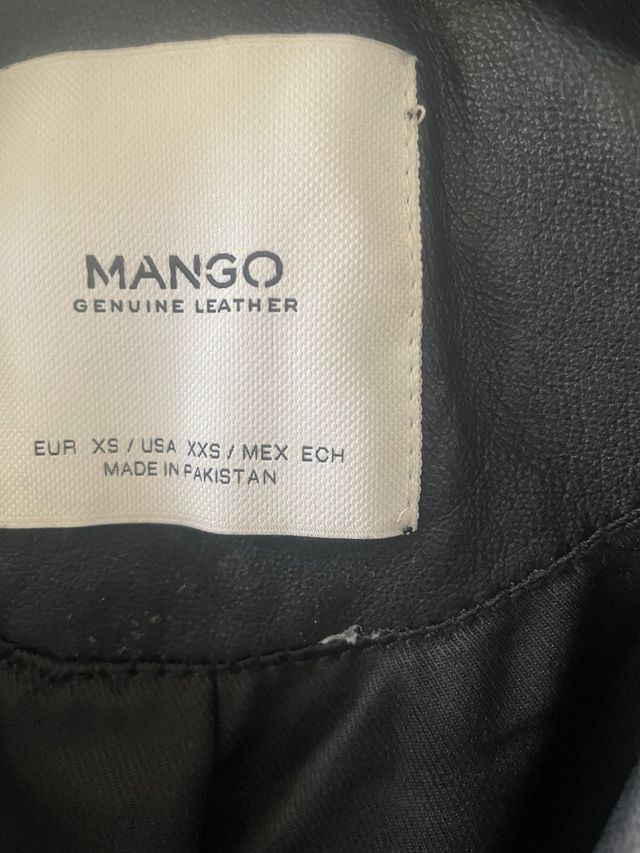 MANGO
GENUINE LEATHER
EUR XS / USA XXS / MEX ECH
MADE IN PAKISTAN